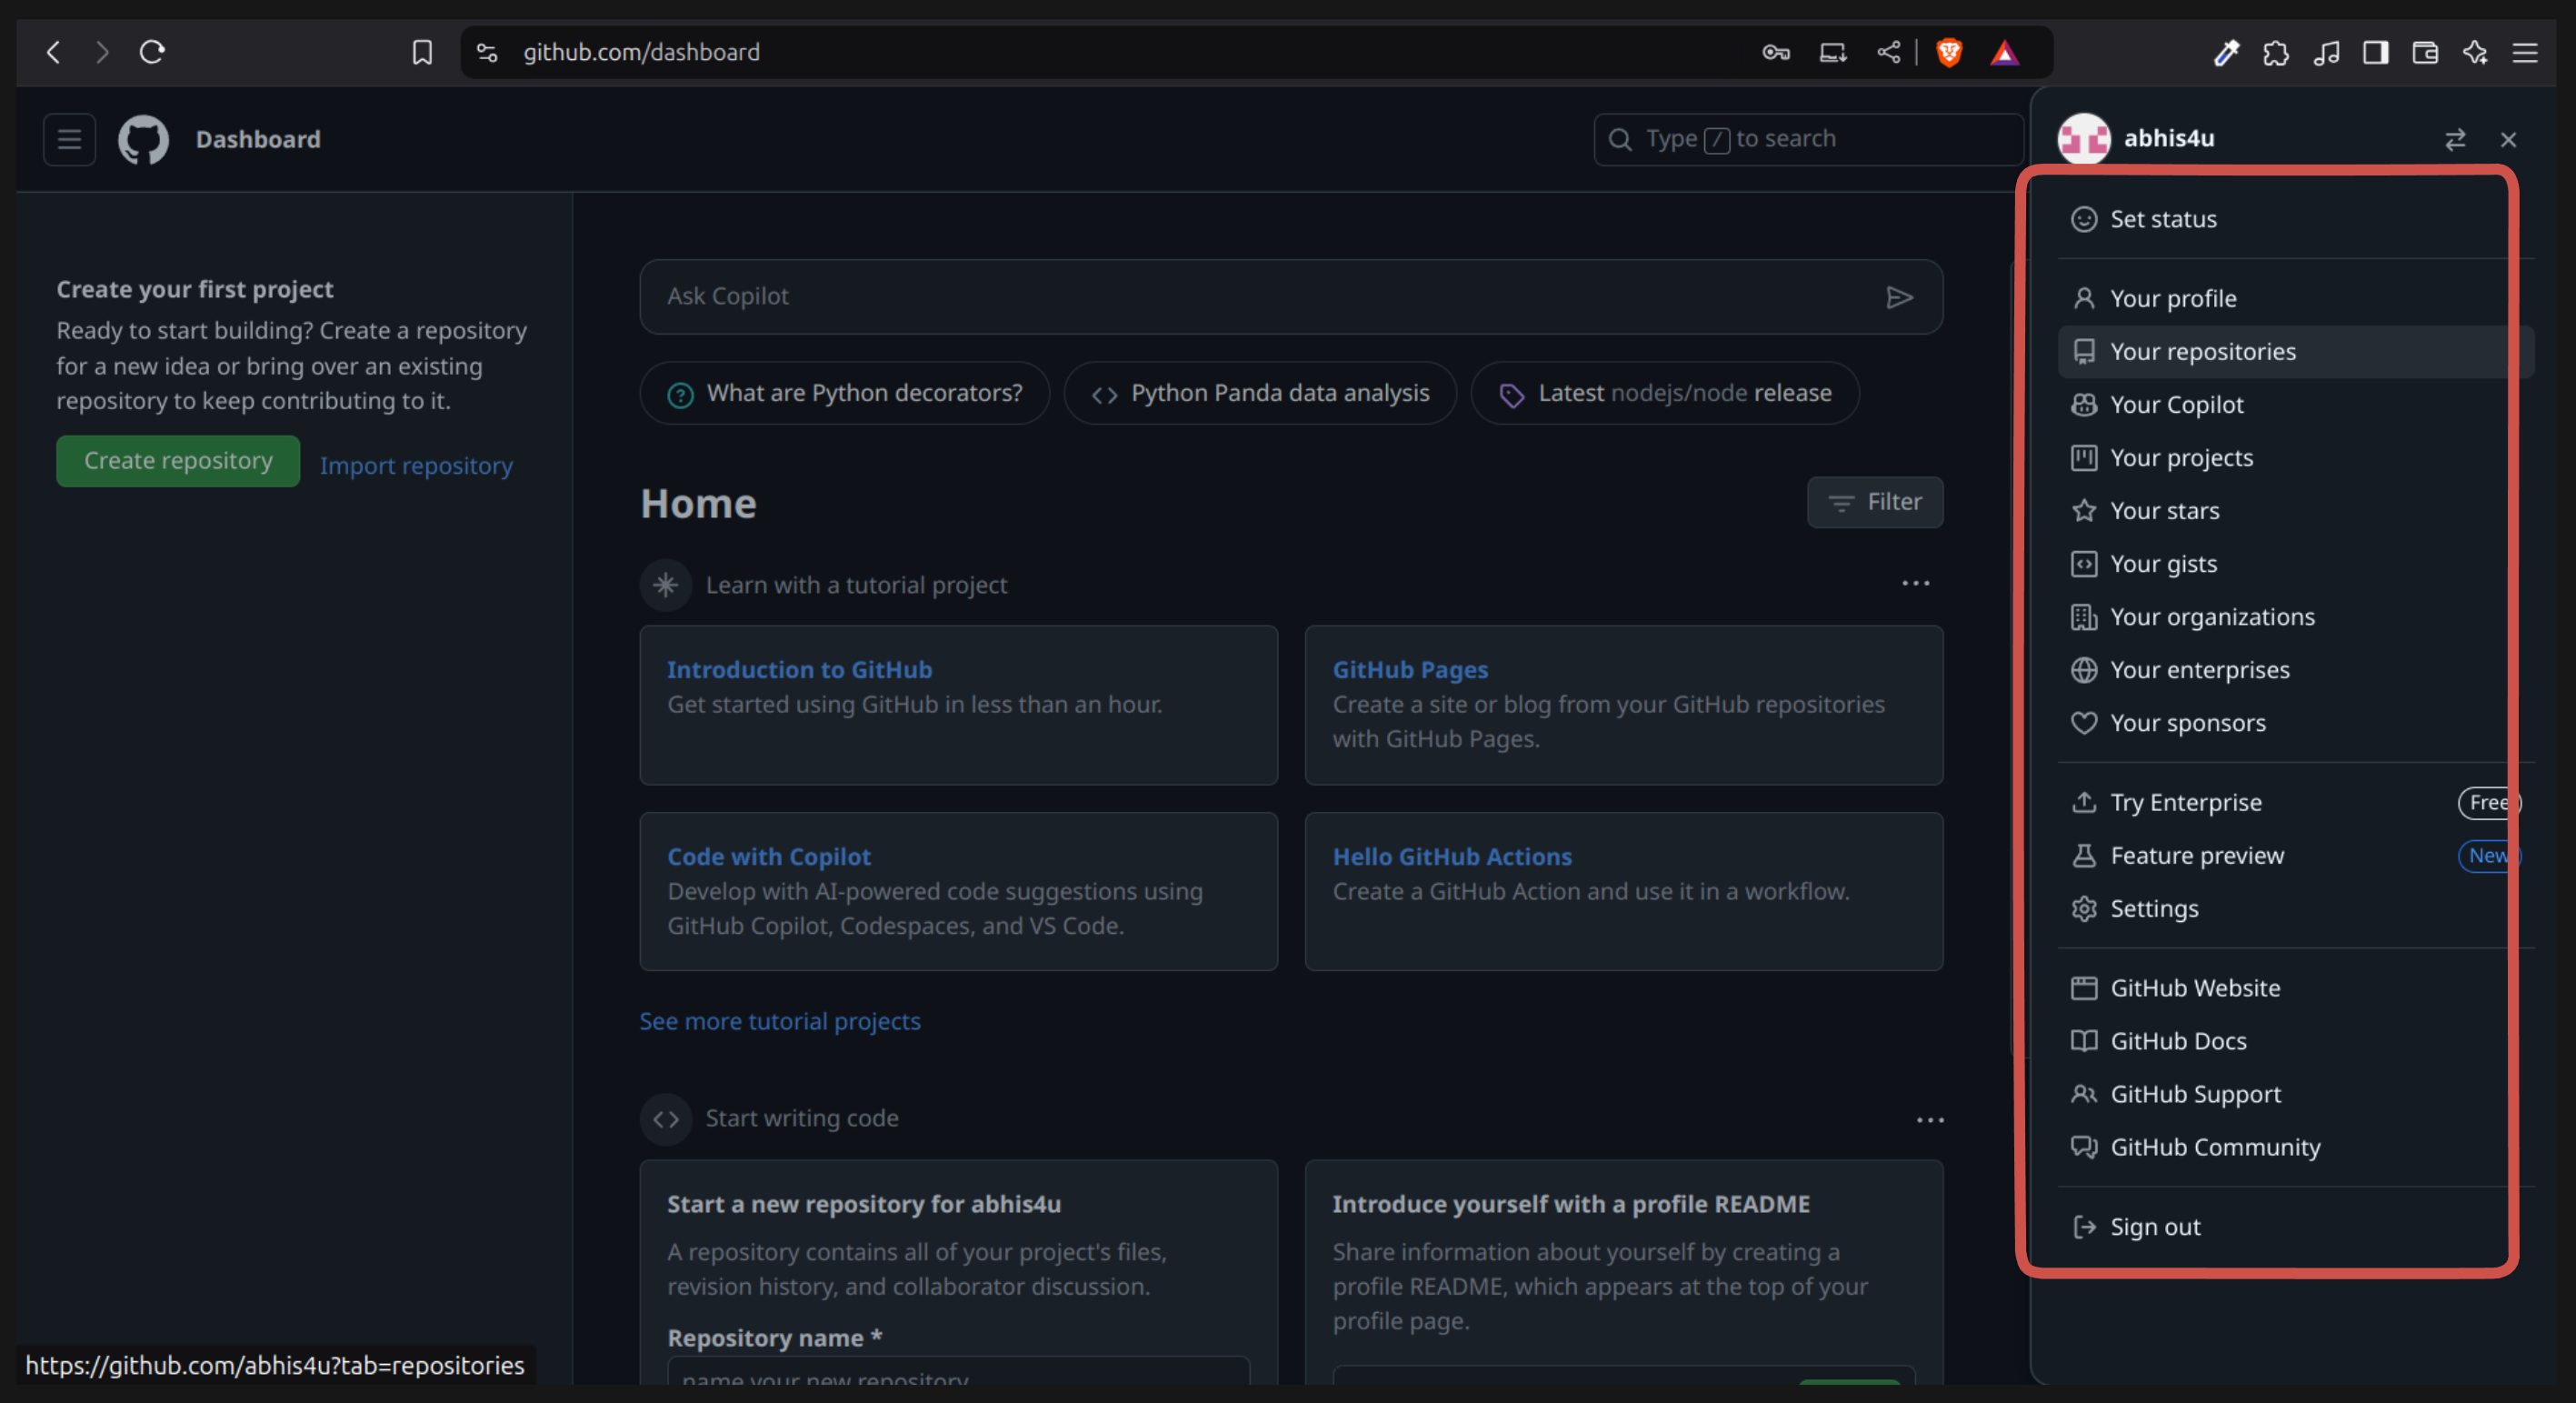 github.com/dashboard
Dashboard
Type / to search
abhis4u
Create your first project
Ready to start building? Create a repository
for a new idea or bring over an existing
repository to keep contributing to it.
Create repository
Import repository
Ask Copilot
What are Python decorators?
Python Panda data analysis
Latest nodejs/node release
Home
Filter
Learn with a tutorial project
Introduction to GitHub
Get started using GitHub in less than an hour.
GitHub Pages
Create a site or blog from your GitHub repositories
with GitHub Pages.
Code with Copilot
Develop with AI-powered code suggestions using
GitHub Copilot, Codespaces, and VS Code.
Hello GitHub Actions
Create a GitHub Action and use it in a workflow.
See more tutorial projects
Start writing code
Start a new repository for abhis4u
A repository contains all of your project's files,
revision history, and collaborator discussion.
Repository name *
name your new repository
Introduce yourself with a profile README
Share information about yourself by creating a
profile README, which appears at the top of your
profile page.
Set status
Your profile
Your repositories
Your Copilot
Your projects
Your stars
Your gists
Your organizations
Your enterprises
Your sponsors
Try Enterprise
Free
Feature preview
New
Settings
GitHub Website
GitHub Docs
GitHub Support
GitHub Community
Sign out
https://github.com/abhis4u?tab=repositories